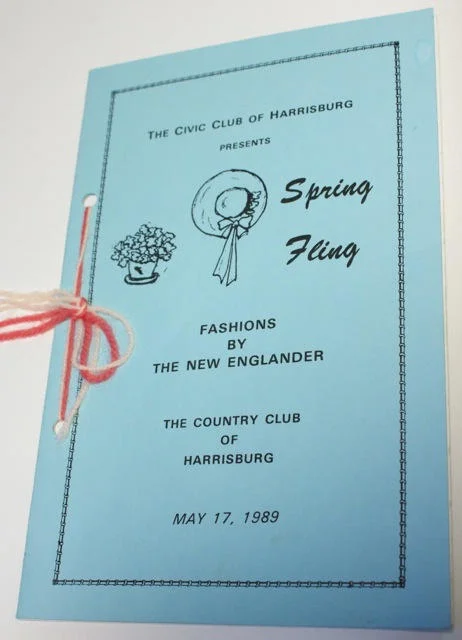 THE CIVIC CLUB OF HARRISBURG
PRESENTS
Spring
Fling
FASHIONS
BY
THE NEW ENGLANDER
THE COUNTRY CLUB
OF
HARRISBURG
MAY 17, 1989